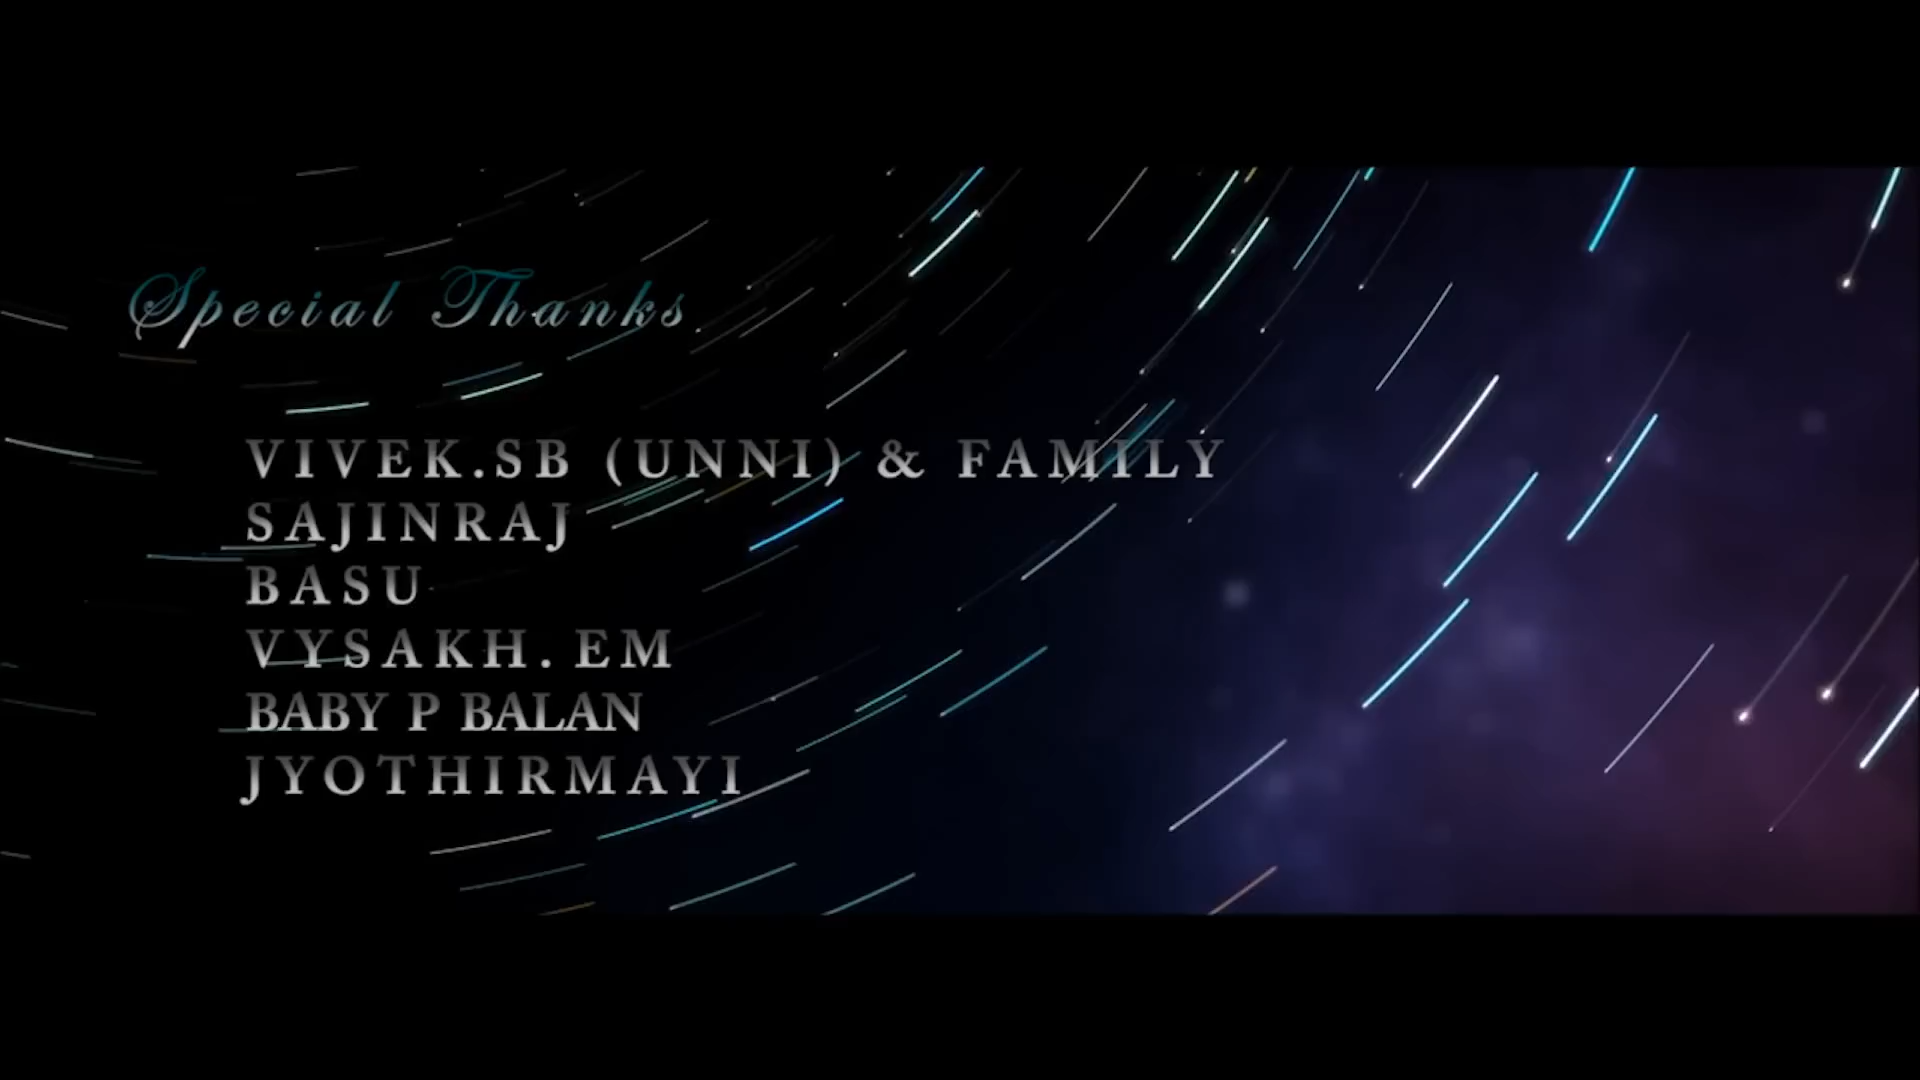 Special Thanks
VIVEK.SB (UNNI) & FAMILY
SAJINRAJ
BASU
VYSAKH. EM
BABY P BALAN
JYOTHIRMAYI